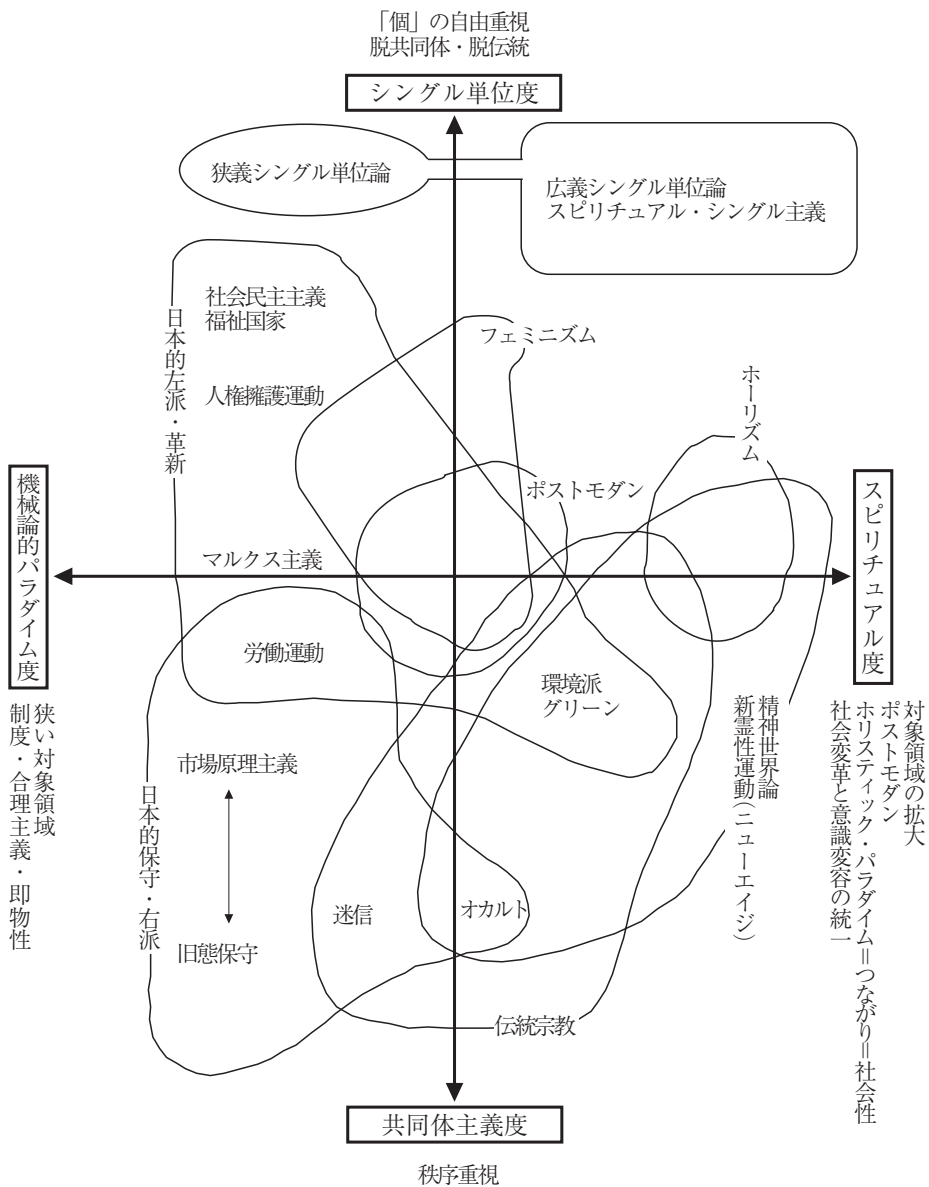 「個」の自由重視
脱共同体・脱伝統
シングル単位度
狭義シングル単位論
広義シングル単位論
スピリチュアル・シングル主義
社会民主主義
福祉国家
日本的左派・革新
フェミニズム
人権擁護運動
ホーリズム
機械論的パラダイム度
ポストモダン
スピリチュアル度
マルクス主義
労働運動
環境派
グリーン
狭い対象領域
制度・合理主義・即物性
精神世界論
新霊性運動(ニューエイジ)
対象領域の拡大
ポストモダン
ホリスティック・パラダイム=つながり=社会性
社会変革と意識変容の統一
市場原理主義
日本的保守・右派
旧態保守
迷信
オカルト
伝統宗教
共同体主義度
秩序重視